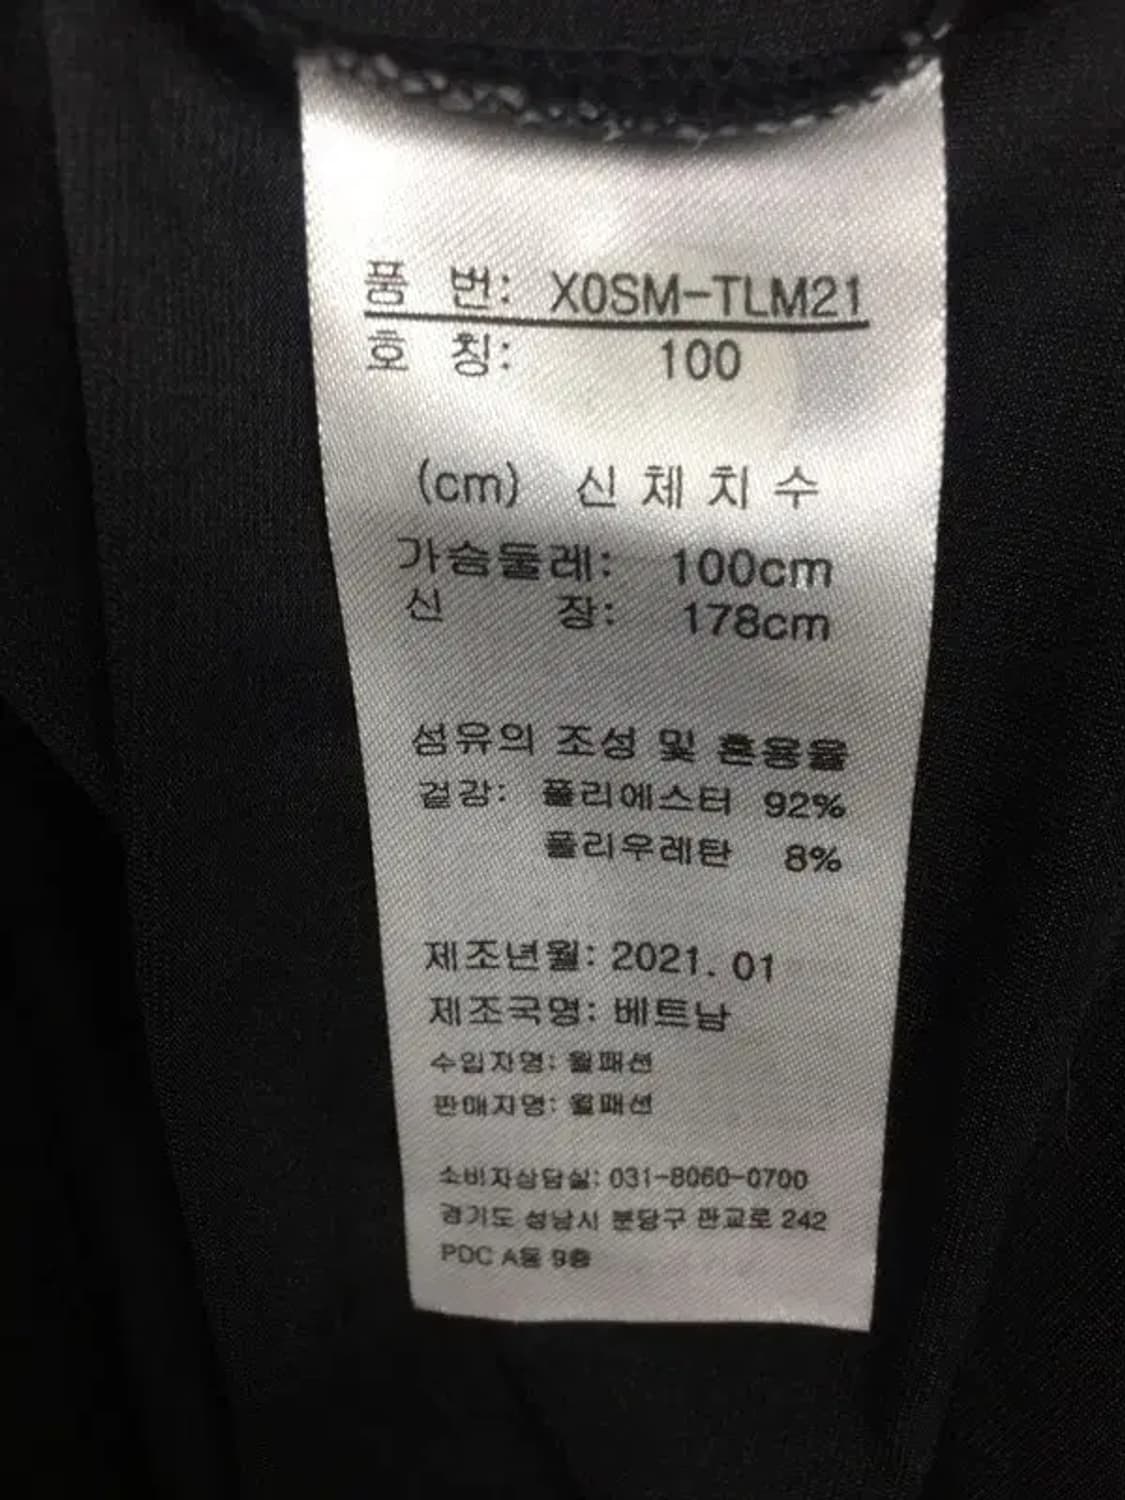 품 번: X0SM-TLM21
호 칭: 100
(cm) 신체치수
가슴둘레: 100cm
신 장: 178cm
섬유의 조성 및 혼용율
겉감: 폴리에스터 92%
폴리우레탄 8%
제조년월: 2021. 01
제조국명: 베트남
수입자명: 월패션
판매자명: 월패션
소비자상담실: 031-8060-0700
경기도 성남시 분당구 판교로 242
PDC A동 9층